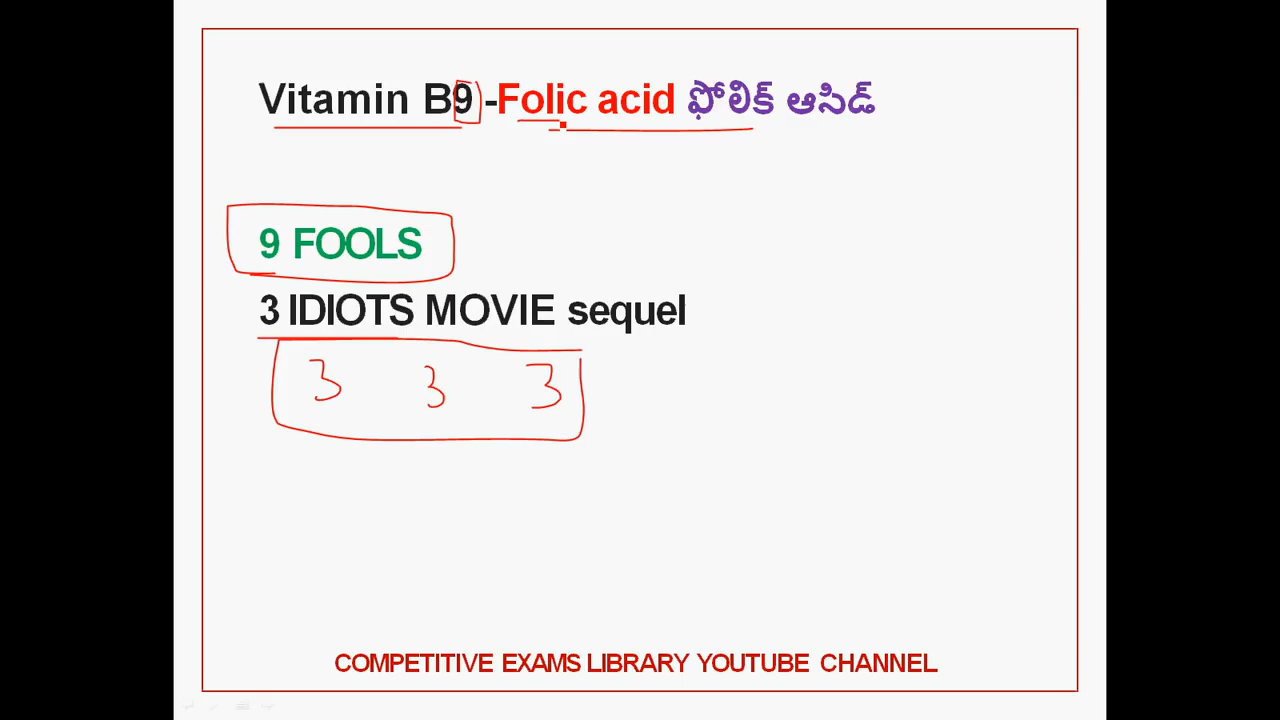 Vitamin B9 -Folic acid ఫోలిక్ ఆసిడ్
9 FOOLS
3 IDIOTS MOVIE sequel
3 3 3
COMPETITIVE EXAMS LIBRARY YOUTUBE CHANNEL